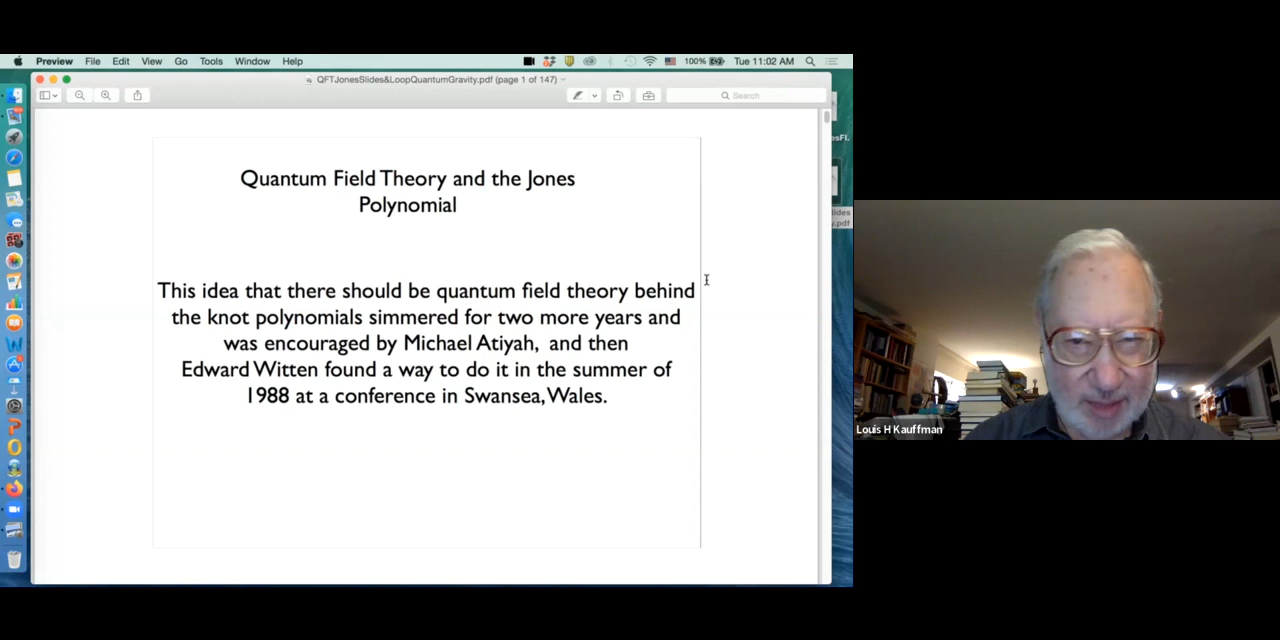 Preview File Edit View Go Tools Window Help 100% Tue 11:02 AM
QFTJonesSlides&LoopQuantumGravity.pdf (page 1 of 147)
Search
Quantum Field Theory and the Jones
Polynomial
This idea that there should be quantum field theory behind
the knot polynomials simmered for two more years and
was encouraged by Michael Atiyah, and then
Edward Witten found a way to do it in the summer of
1988 at a conference in Swansea, Wales.
esFl.
lides
y.pdf
Louis H Kauffman